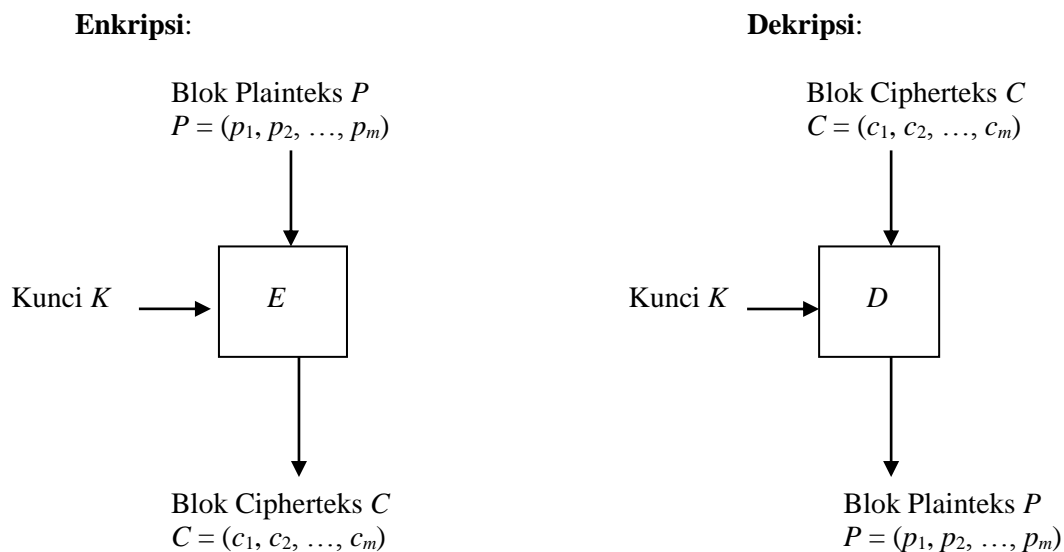 Enkripsi:
Blok Plainteks P
P = (p1, p2, …, pm)
Kunci K
E
Blok Cipherteks C
C = (c1, c2, …, cm)
Dekripsi:
Blok Cipherteks C
C = (c1, c2, …, cm)
Kunci K
D
Blok Plainteks P
P = (p1, p2, …, pm)